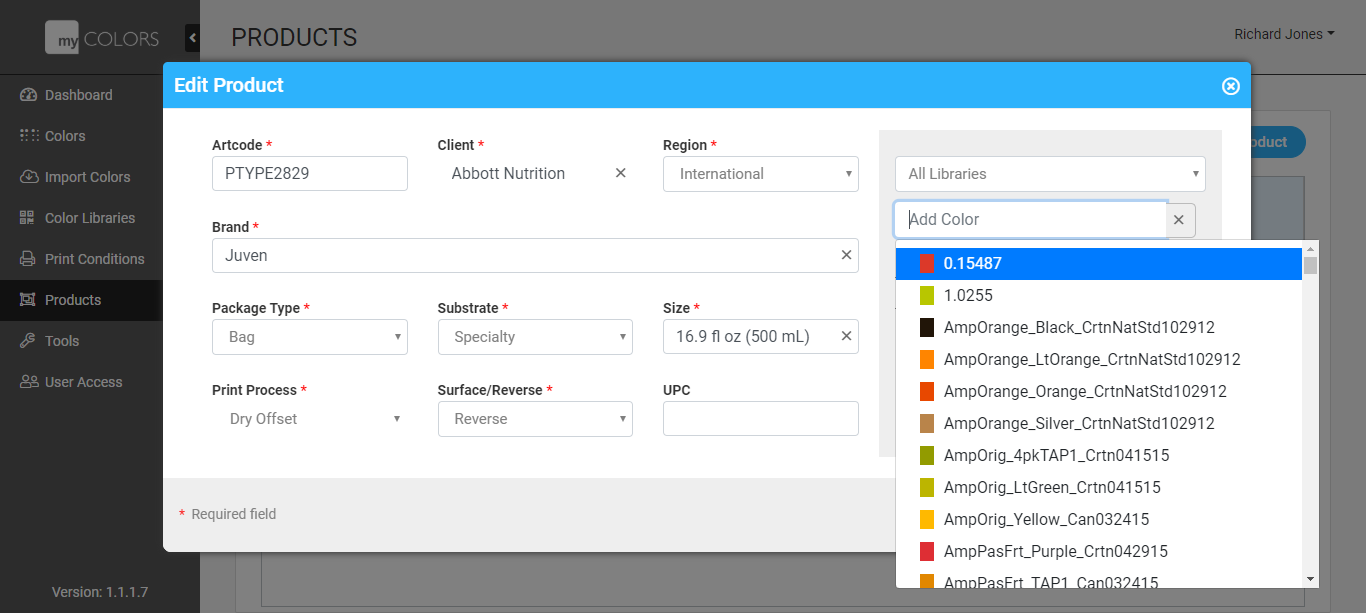 my COLORS
PRODUCTS
Richard Jones
Dashboard
Colors
Import Colors
Color Libraries
Print Conditions
Products
Tools
User Access
Version: 1.1.1.7
oduct
Edit Product
Artcode *
PTYPE2829
Client *
Abbott Nutrition
Region *
International
Brand *
Juven
Package Type *
Bag
Substrate *
Specialty
Size *
16.9 fl oz (500 mL)
Print Process *
Dry Offset
Surface/Reverse *
Reverse
UPC
* Required field
All Libraries
Add Color
0.15487
1.0255
AmpOrange_Black_CrtnNatStd102912
AmpOrange_LtOrange_CrtnNatStd102912
AmpOrange_Orange_CrtnNatStd102912
AmpOrange_Silver_CrtnNatStd102912
AmpOrig_4pkTAP1_Crtn041515
AmpOrig_LtGreen_Crtn041515
AmpOrig_Yellow_Can032415
AmpPasFrt_Purple_Crtn042915
AmpPasFrt_TAP1_Can032415